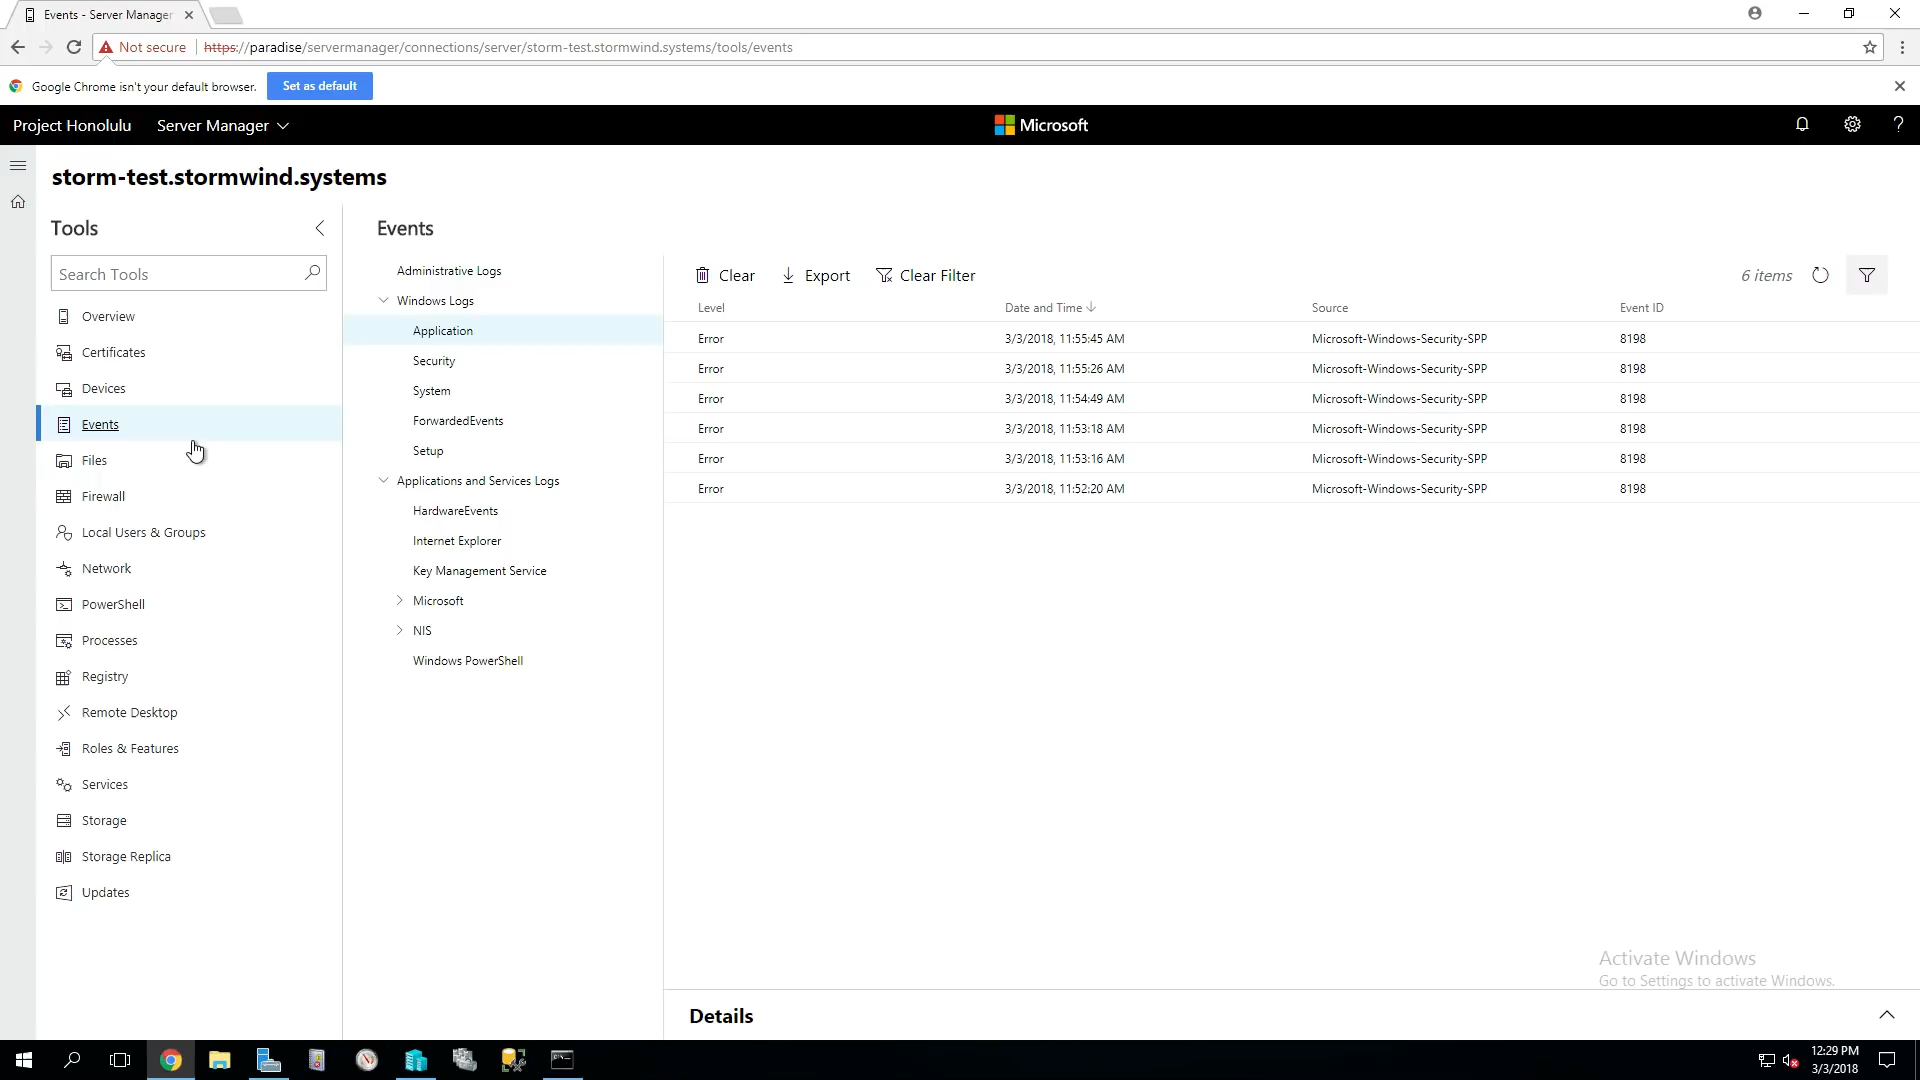 Events - Server Manager
Not secure https://paradise/servermanager/connections/server/storm-test.stormwind.systems/tools/events
Google Chrome isn't your default browser. Set as default
Project Honolulu Server Manager Microsoft ?
storm-test.stormwind.systems
Tools
Search Tools
Overview
Certificates
Devices
Events
Files
Firewall
Local Users & Groups
Network
PowerShell
Processes
Registry
Remote Desktop
Roles & Features
Services
Storage
Storage Replica
Updates
Events
Administrative Logs
Windows Logs
Application
Security
System
ForwardedEvents
Setup
Applications and Services Logs
HardwareEvents
Internet Explorer
Key Management Service
Microsoft
NIS
Windows PowerShell
Clear Export Clear Filter 6 items
Level Date and Time Source Event ID
Error 3/3/2018, 11:55:45 AM Microsoft-Windows-Security-SPP 8198
Error 3/3/2018, 11:55:26 AM Microsoft-Windows-Security-SPP 8198
Error 3/3/2018, 11:54:49 AM Microsoft-Windows-Security-SPP 8198
Error 3/3/2018, 11:53:18 AM Microsoft-Windows-Security-SPP 8198
Error 3/3/2018, 11:53:16 AM Microsoft-Windows-Security-SPP 8198
Error 3/3/2018, 11:52:20 AM Microsoft-Windows-Security-SPP 8198
Activate Windows
Go to Settings to activate Windows.
Details
12:29 PM
3/3/2018